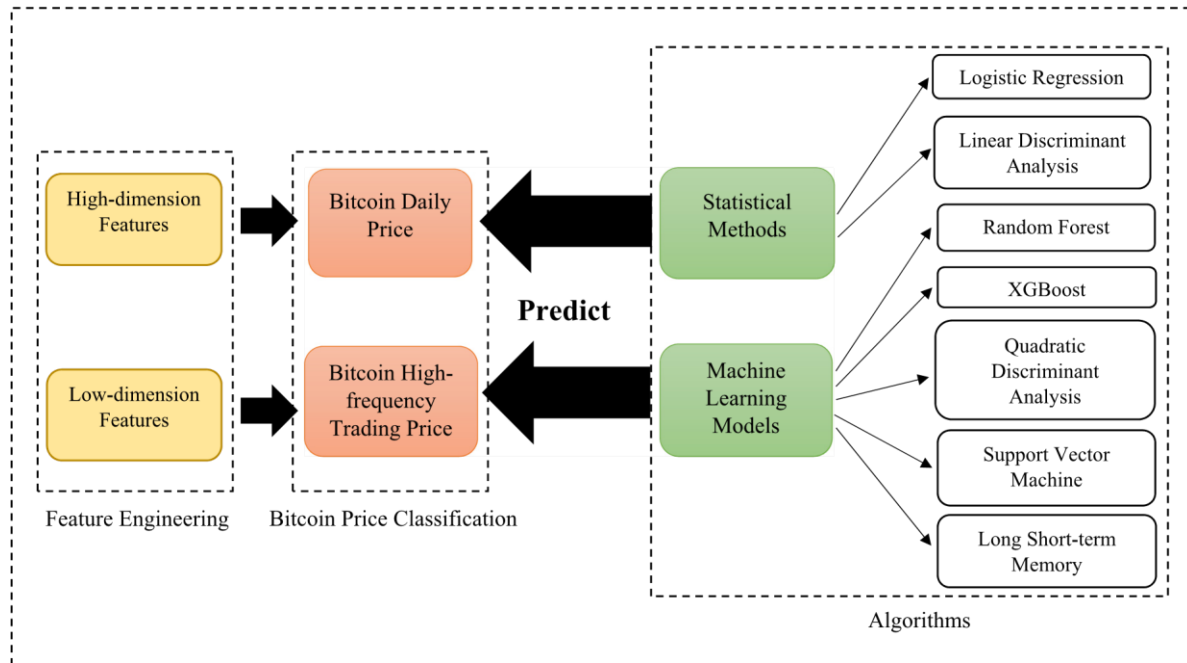 High-dimension
Features
Low-dimension
Features
Feature Engineering
Bitcoin Daily
Price
Bitcoin High-
frequency
Trading Price
Bitcoin Price Classification
Predict
Statistical
Methods
Machine
Learning
Models
Logistic Regression
Linear Discriminant
Analysis
Random Forest
XGBoost
Quadratic
Discriminant
Analysis
Support Vector
Machine
Long Short-term
Memory
Algorithms